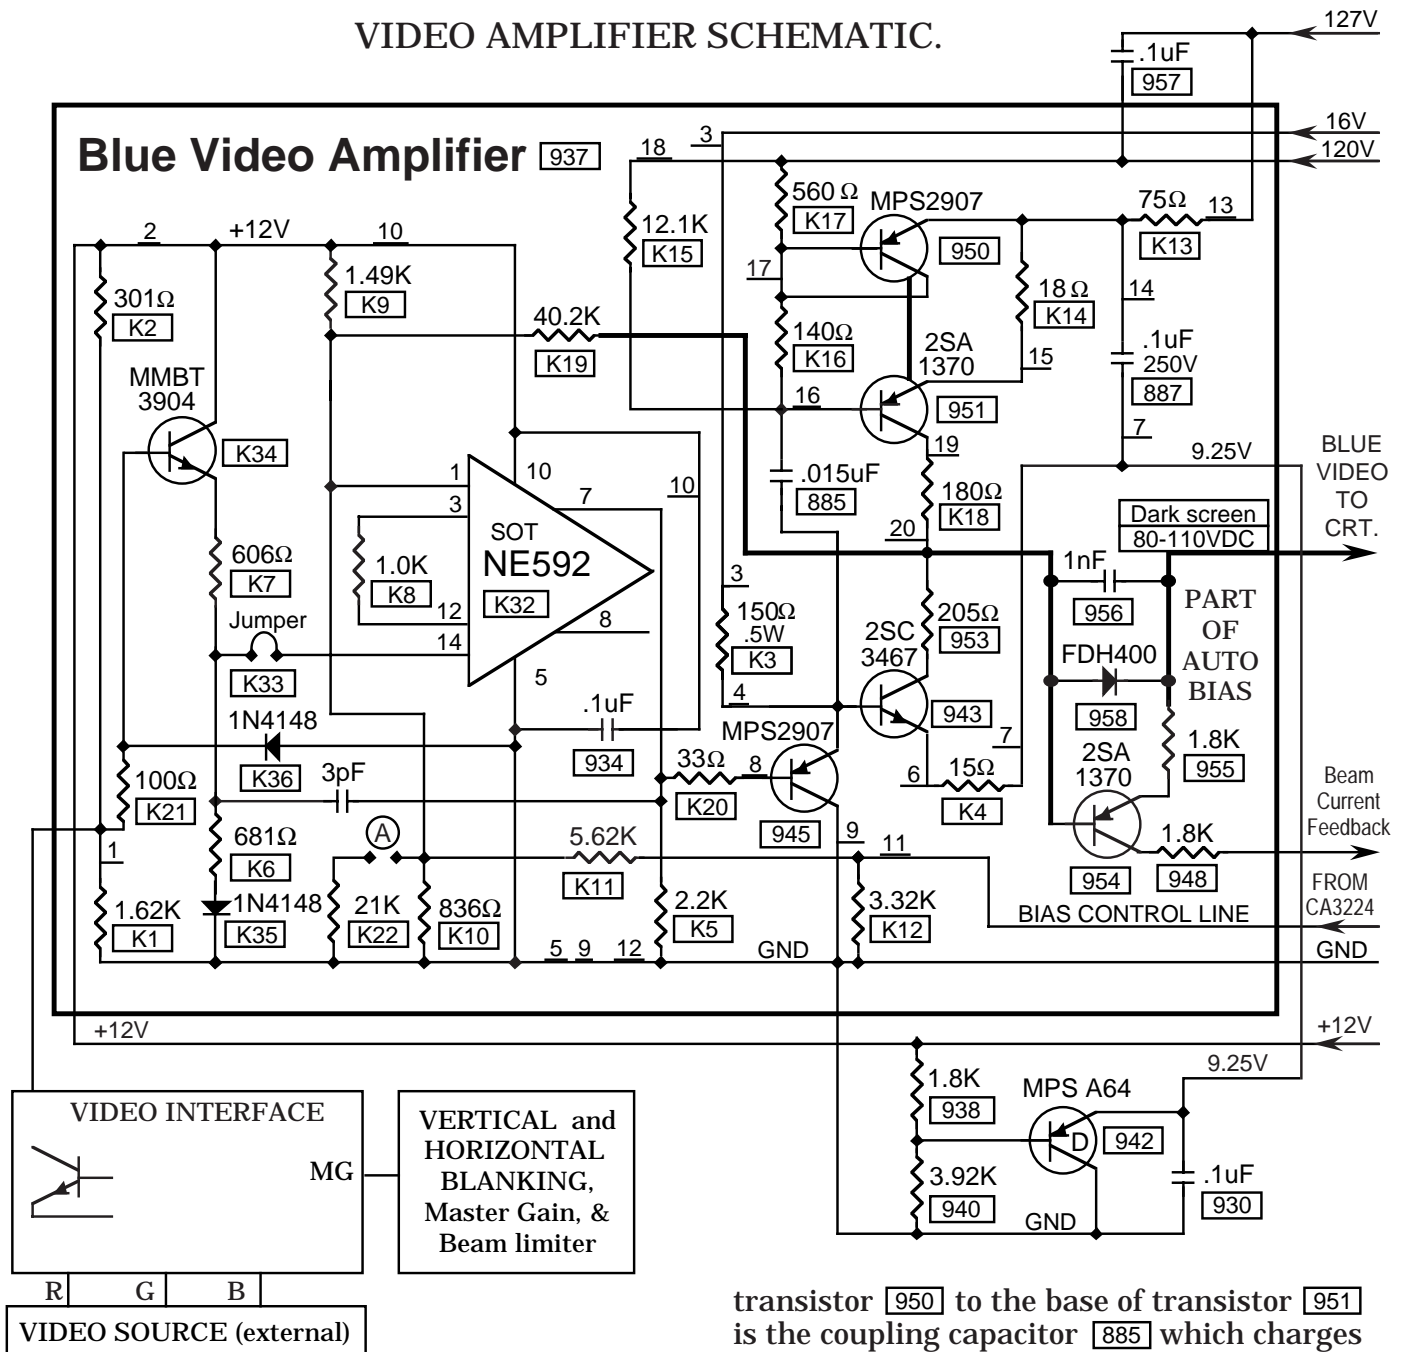 VIDEO AMPLIFIER SCHEMATIC.
127V
.1uF
957
16V
120V
3
18
Blue Video Amplifier 937
560 Ω
K17
MPS2907
950
75Ω
13
K13
12.1K
K15
2
+12V
10
17
1.49K
K9
301Ω
K2
18 Ω
K14
14
40.2K
K19
140Ω
K16
2SA
1370
951
15
.1uF
250V
887
MMBT
3904
K34
16
7
19
9.25V
BLUE
VIDEO
TO
CRT.
1
10
7
10
.015uF
885
180Ω
K18
3
SOT
NE592
K32
20
Dark screen
80-110VDC
606Ω
K7
1.0K
K8
1nF
956
3
12
8
150Ω
.5W
K3
205Ω
953
PART
OF
AUTO
BIAS
Jumper
K33
14
2SC
3467
943
FDH400
958
5
4
1N4148
K36
.1uF
934
MPS2907
945
7
2SA
1370
954
1.8K
955
100Ω
K21
3pF
33Ω
K20
8
6
15Ω
K4
Beam
Current
Feedback
1
A
681Ω
K6
5.62K
K11
9
11
1.8K
948
1.62K
K1
1N4148
K35
21K
K22
836Ω
K10
2.2K
K5
3.32K
K12
BIAS CONTROL LINE
FROM
CA3224
5 9 12
GND
GND
+12V
+12V
9.25V
1.8K
938
MPS A64
D
942
VIDEO INTERFACE
MG
VERTICAL and
HORIZONTAL
BLANKING,
Master Gain, &
Beam limiter
3.92K
940
GND
.1uF
930
R G B
VIDEO SOURCE (external)
transistor 950 to the base of transistor 951
is the coupling capacitor 885 which charges